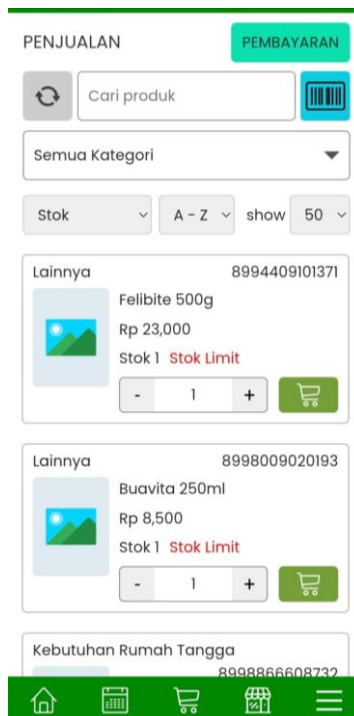 PENJUALAN PEMBAYARAN
Cari produk
Semua Kategori
Stok A - Z show 50
Lainnya 8994409101371
Felibite 500g
Rp 23,000
Stok 1 Stok Limit
- 1 +
Lainnya 8998009020193
Buavita 250ml
Rp 8,500
Stok 1 Stok Limit
- 1 +
Kebutuhan Rumah Tangga
8998866608732